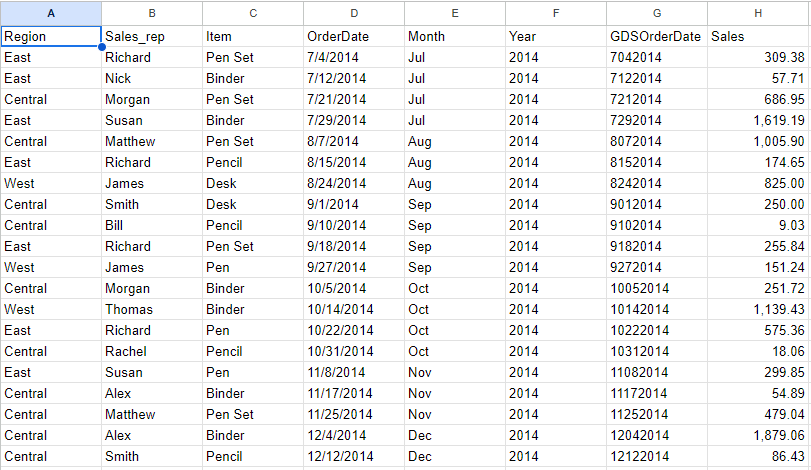 A B C D E F G H
Region Sales_rep Item OrderDate Month Year GDSOrderDate Sales
East Richard Pen Set 7/4/2014 Jul 2014 7042014 309.38
East Nick Binder 7/12/2014 Jul 2014 7122014 57.71
Central Morgan Pen Set 7/21/2014 Jul 2014 7212014 686.95
East Susan Binder 7/29/2014 Jul 2014 7292014 1,619.19
Central Matthew Pen Set 8/7/2014 Aug 2014 8072014 1,005.90
East Richard Pencil 8/15/2014 Aug 2014 8152014 174.65
West James Desk 8/24/2014 Aug 2014 8242014 825.00
Central Smith Desk 9/1/2014 Sep 2014 9012014 250.00
Central Bill Pencil 9/10/2014 Sep 2014 9102014 9.03
East Richard Pen Set 9/18/2014 Sep 2014 9182014 255.84
West James Pen 9/27/2014 Sep 2014 9272014 151.24
Central Morgan Binder 10/5/2014 Oct 2014 10052014 251.72
West Thomas Binder 10/14/2014 Oct 2014 10142014 1,139.43
East Richard Pen 10/22/2014 Oct 2014 10222014 575.36
Central Rachel Pencil 10/31/2014 Oct 2014 10312014 18.06
East Susan Pen 11/8/2014 Nov 2014 11082014 299.85
Central Alex Binder 11/17/2014 Nov 2014 11172014 54.89
Central Matthew Pen Set 11/25/2014 Nov 2014 11252014 479.04
Central Alex Binder 12/4/2014 Dec 2014 12042014 1,879.06
Central Smith Pencil 12/12/2014 Dec 2014 12122014 86.43